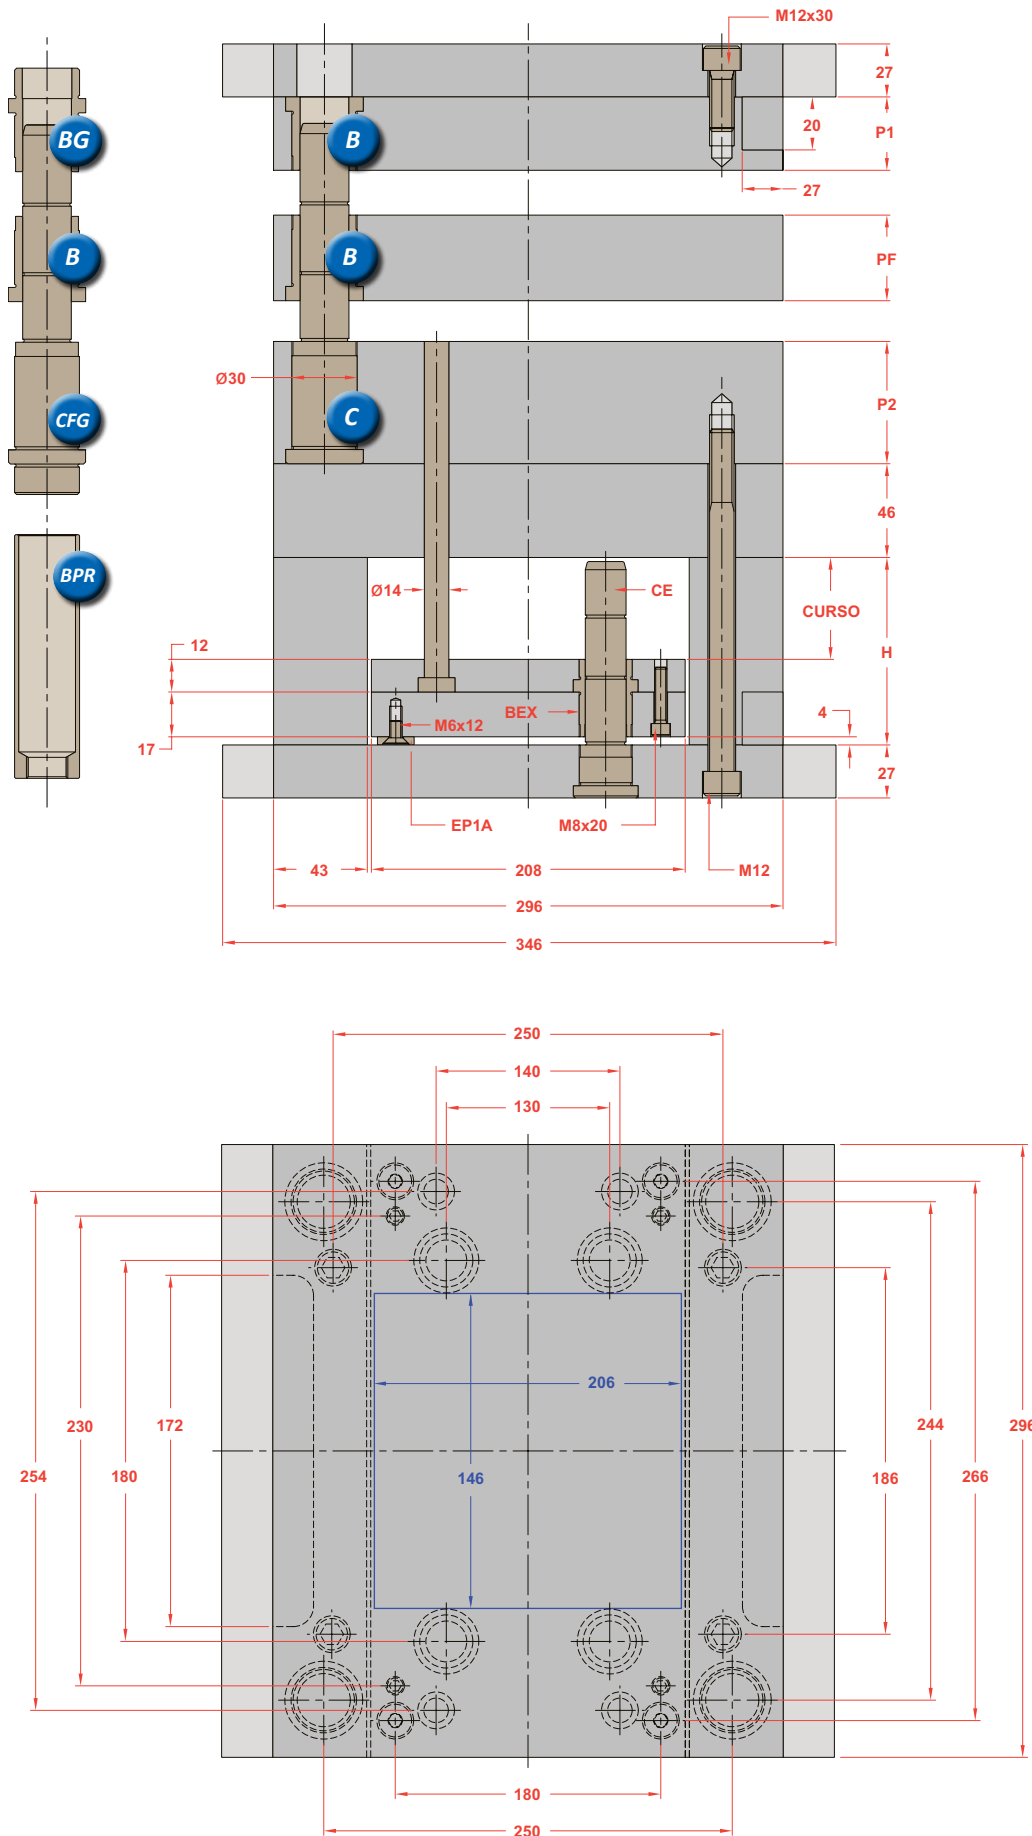 M12x30
27
20
P1
27
BG
B
B
B
PF
Ø30
CFG
C
P2
46
BPR
Ø14
CE
CURSO
H
12
BEX
4
M6x12
17
27
EP1A
M8x20
M12
43
208
296
346
250
140
130
206
230
172
244
296
254
180
146
186
266
180
250